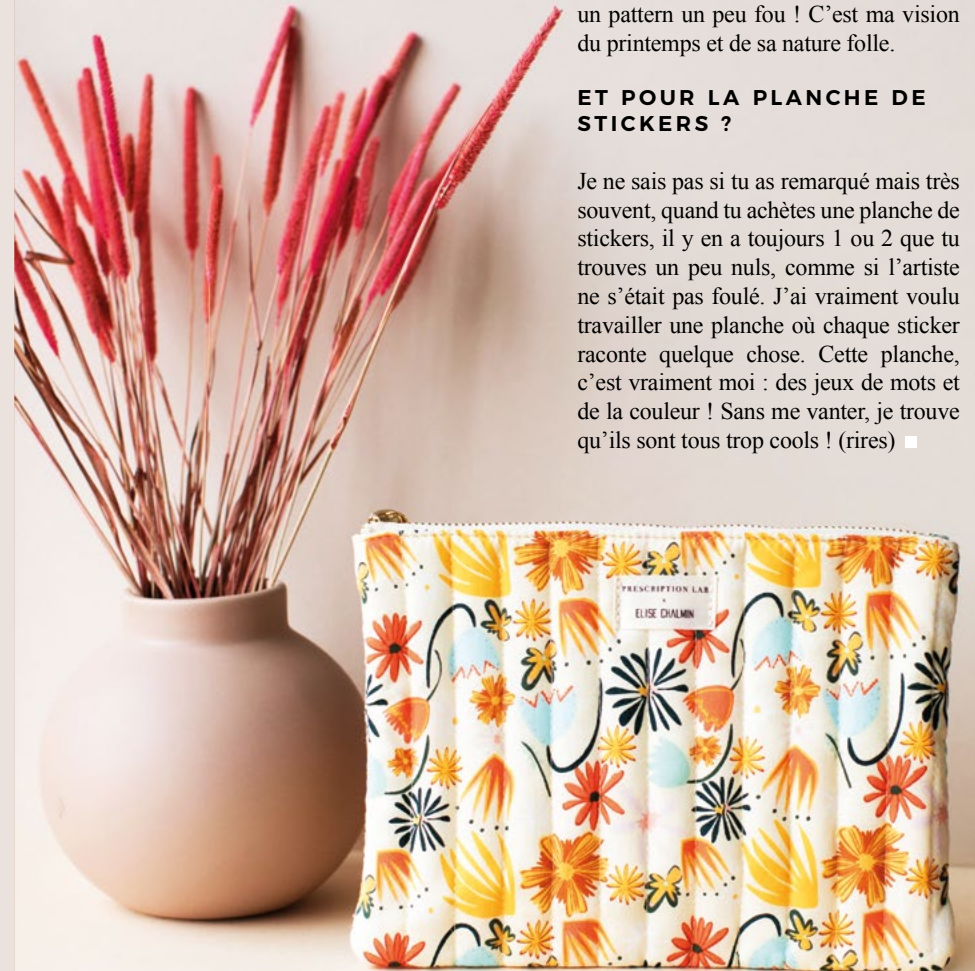 un pattern un peu fou ! C’est ma vision
du printemps et de sa nature folle.
ET POUR LA PLANCHE DE
STICKERS ?
Je ne sais pas si tu as remarqué mais très
souvent, quand tu achètes une planche de
stickers, il y en a toujours 1 ou 2 que tu
trouves un peu nuls, comme si l’artiste
ne s’était pas foulé. J’ai vraiment voulu
travailler une planche où chaque sticker
raconte quelque chose. Cette planche,
c’est vraiment moi : des jeux de mots et
de la couleur ! Sans me vanter, je trouve
qu’ils sont tous trop cools ! (rires)
PRESCRIPTION LAB
ELISE CHALMIN